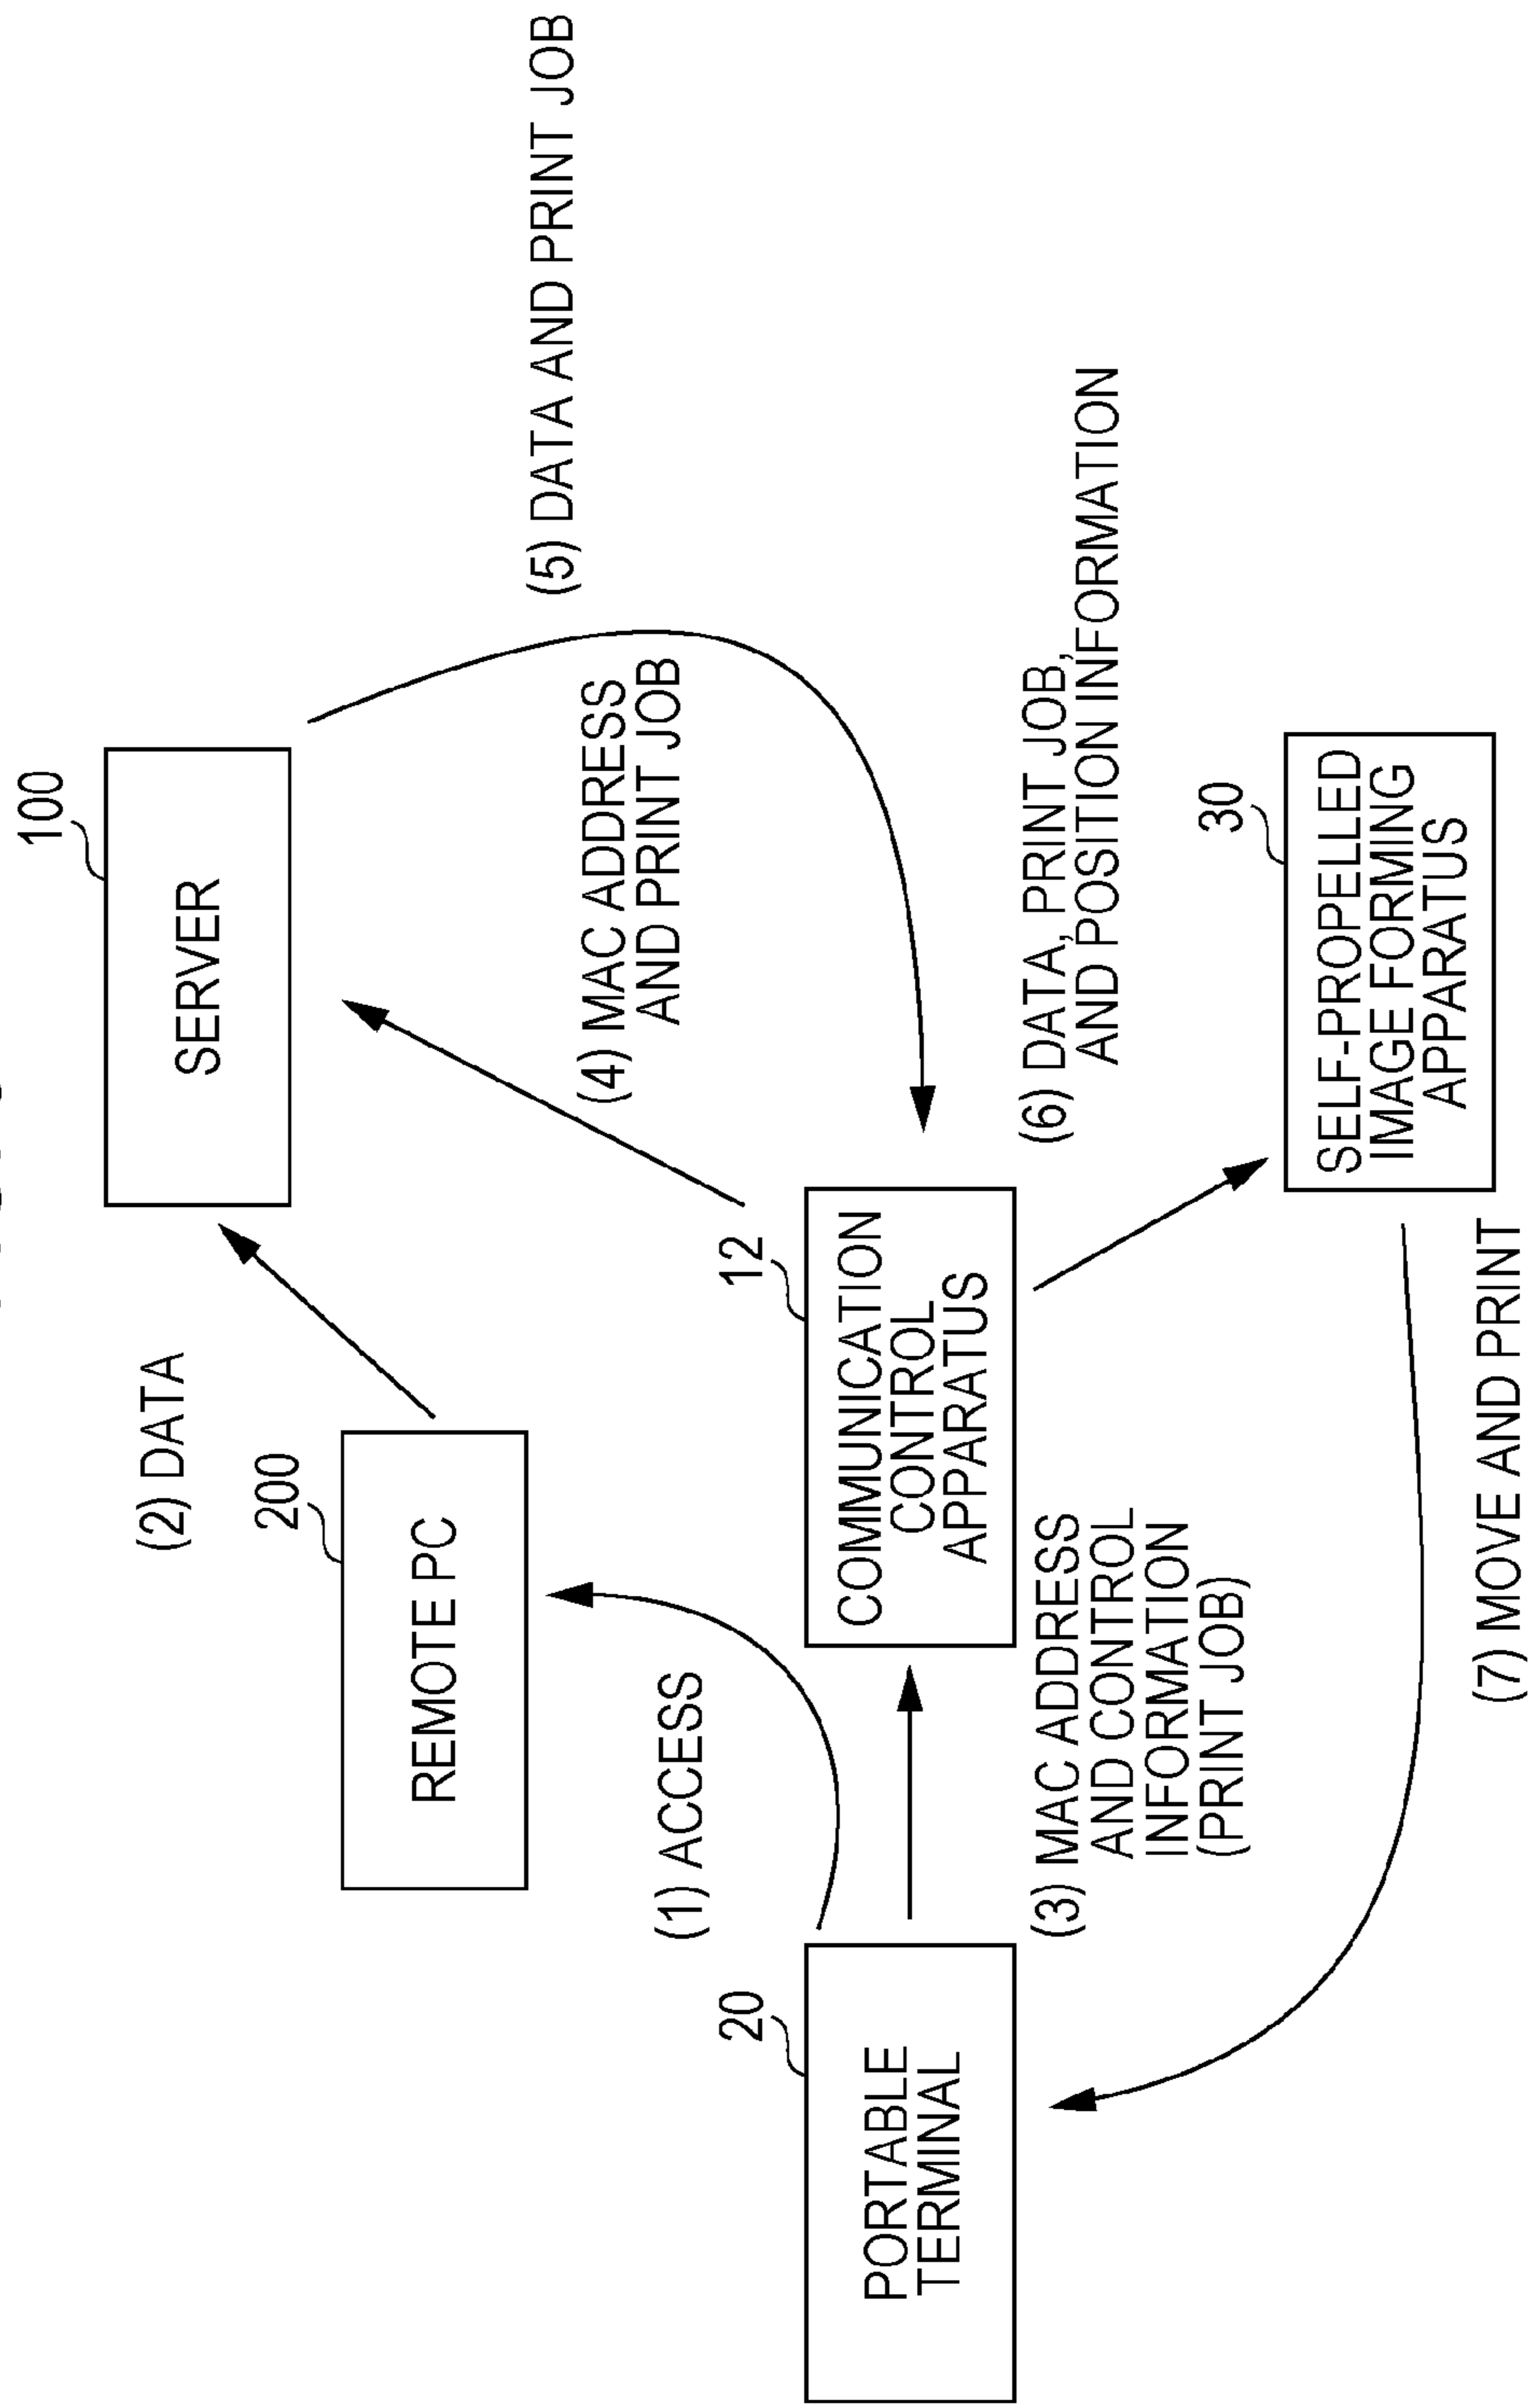 100
SERVER
(5) DATA AND PRINT JOB
(2) DATA
200
REMOTE PC
(4) MAC ADDRESS
AND PRINT JOB
(1) ACCESS
12
COMMUNICATION
CONTROL
APPARATUS
20
PORTABLE
TERMINAL
(6) DATA, PRINT JOB,
AND POSITION INFORMATION
(3) MAC ADDRESS
AND CONTROL
INFORMATION
(PRINT JOB)
30
SELF-PROPELLED
IMAGE FORMING
APPARATUS
(7) MOVE AND PRINT